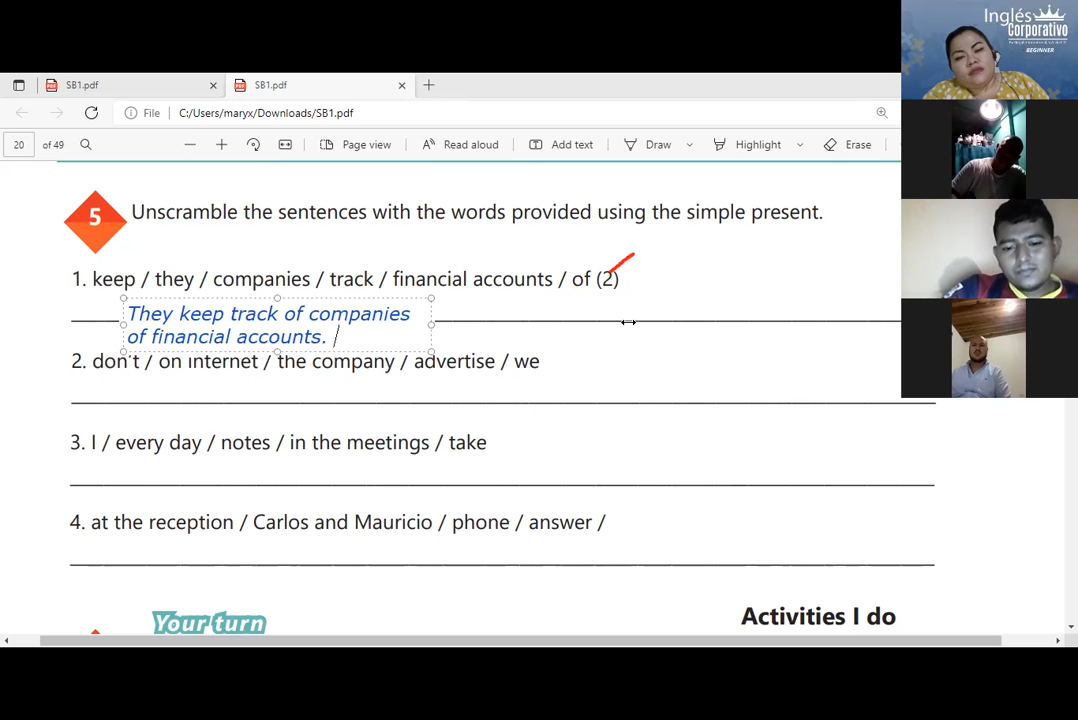 Inglés
Corporativo
BEGINNER
SB1.pdf
SB1.pdf
File
C:/Users/maryx/Downloads/SB1.pdf
20
of 49
Page view
Read aloud
Add text
Draw
Highlight
Erase
5
Unscramble the sentences with the words provided using the simple present.
1. keep / they / companies / track / financial accounts / of (2)
They keep track of companies
of financial accounts.
2. don't / on internet / the company / advertise / we
3. I / every day / notes / in the meetings / take
4. at the reception / Carlos and Mauricio / phone / answer /
Your turn
Activities I do